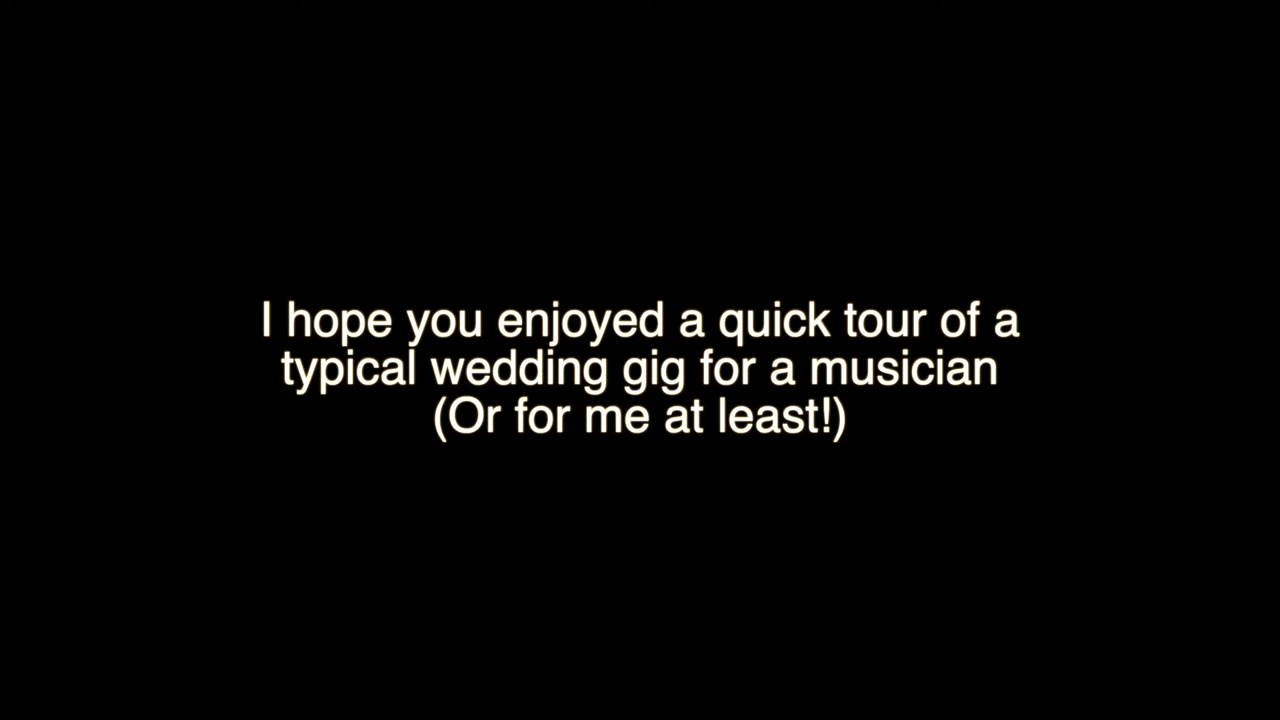 I hope you enjoyed a quick tour of a
typical wedding gig for a musician
(Or for me at least!)